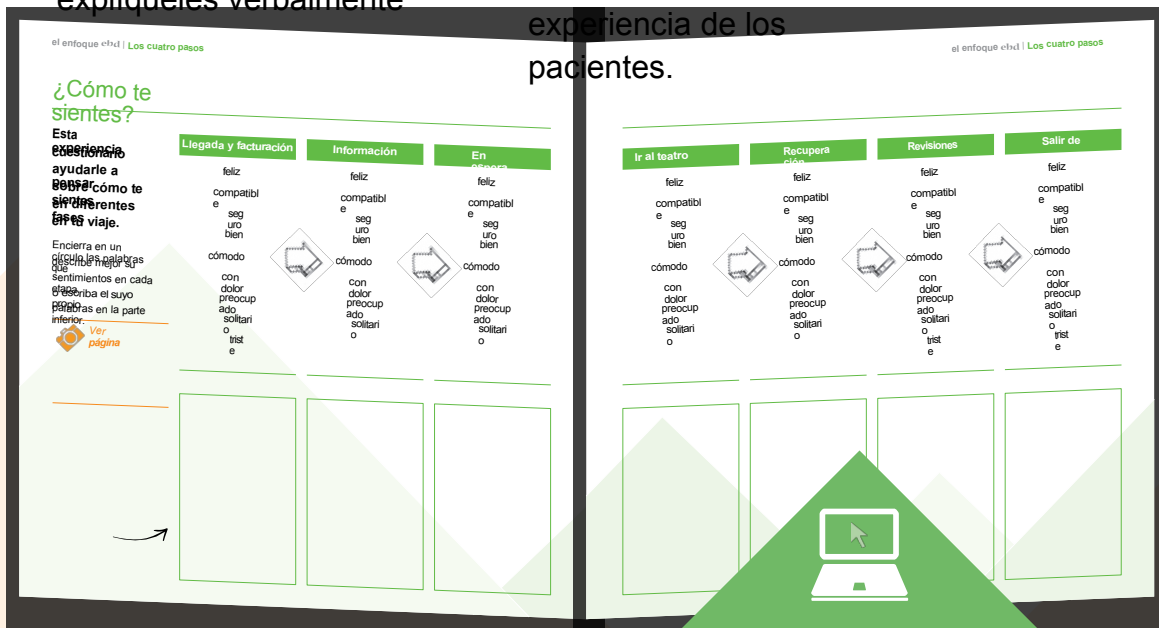 explíqueles verbalmente
experiencia de los
pacientes.
el enfoque ebd | Los cuatro pasos
el enfoque ebd | Los cuatro pasos
¿Cómo te
sientes?
Esta
experiencia
cuestionario
ayudarle a
pensar
sobre cómo te
sientes
en diferentes
fases
en tu viaje.
Encierra en un
círculo las palabras
que
describe mejor su
sentimientos en cada
etapa
o escriba el suyo
propio
palabras en la parte
inferior.
Ver
página
Llegada y facturación
feliz
compatibl
e
seg
uro
bien
cómodo
con
dolor
preocup
ado
solitari
o
trist
e
Información
feliz
compatibl
e
seg
uro
bien
cómodo
con
dolor
preocup
ado
solitari
o
En
espera
feliz
compatibl
e
seg
uro
bien
cómodo
con
dolor
preocup
ado
solitari
o
Ir al teatro
feliz
compatibl
e
seg
uro
bien
cómodo
con
dolor
preocup
ado
solitari
o
Recupera
ción
feliz
compatibl
e
seg
uro
bien
cómodo
con
dolor
preocup
ado
solitari
o
Revisiones
feliz
compatibl
e
seg
uro
bien
cómodo
con
dolor
preocup
ado
solitari
o
trist
e
Salir de
feliz
compatibl
e
seg
uro
bien
cómodo
con
dolor
preocup
ado
solitari
o
trist
e